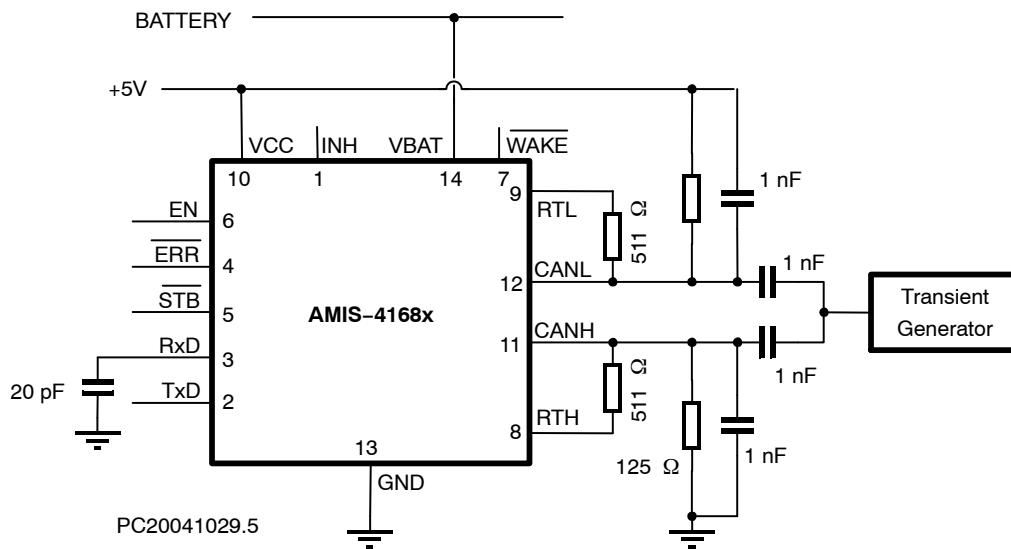 BATTERY
+5V
VCC
INH
VBAT
WAKE
10
1
14
7
9
RTL
511 Ω
1 nF
EN
6
ERR
4
STB
5
RxD
3
TxD
2
20 pF
AMIS-4168x
12
CANL
1 nF
11
CANH
1 nF
511 Ω
8
RTH
125 Ω
1 nF
Transient
Generator
13
GND
PC20041029.5